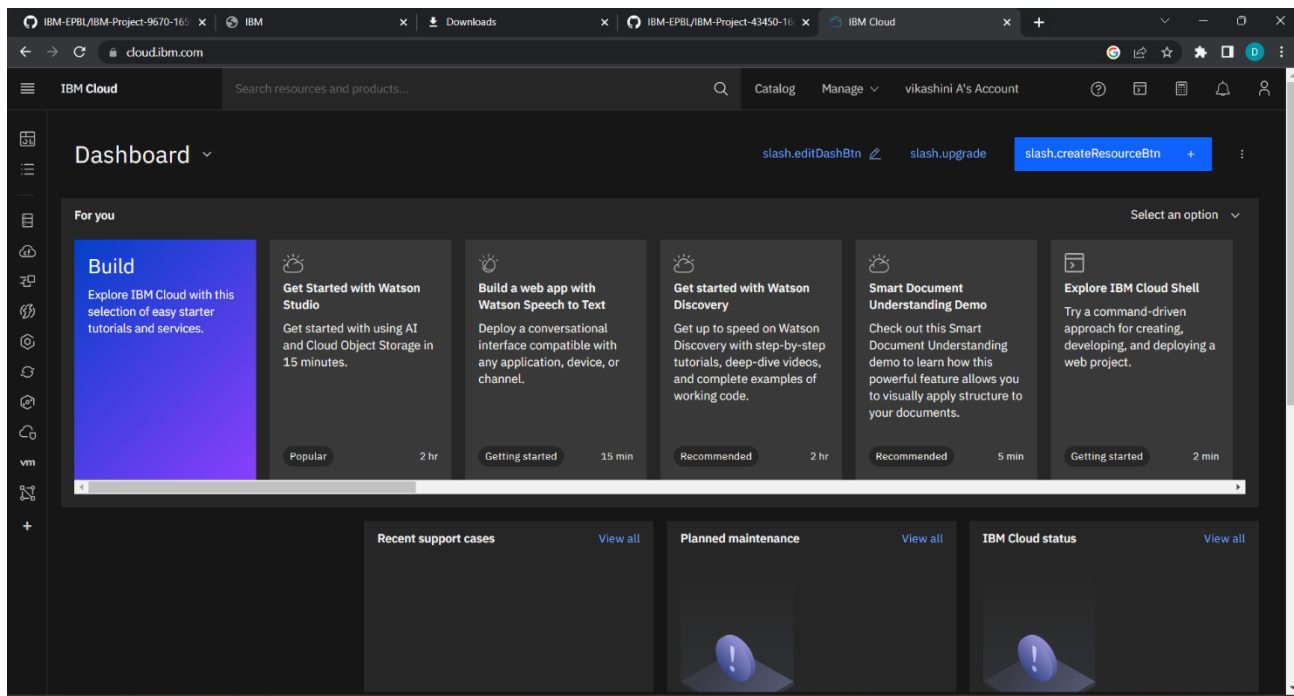 IBM-EPBL/IBM-Project-9670-165
IBM
Downloads
IBM-EPBL/IBM-Project-43450-16
IBM Cloud
cloud.ibm.com
D
IBM Cloud
Search resources and products...
Catalog
Manage
vikashini A's Account
Dashboard
slash.editDashBtn
slash.upgrade
slash.createResourceBtn +
For you
Select an option
Build
Explore IBM Cloud with this
selection of easy starter
tutorials and services.
Get Started with Watson
Studio
Get started with using AI
and Cloud Object Storage in
15 minutes.
Popular
2 hr
Build a web app with
Watson Speech to Text
Deploy a conversational
interface compatible with
any application, device, or
channel.
Getting started
15 min
Get started with Watson
Discovery
Get up to speed on Watson
Discovery with step-by-step
tutorials, deep-dive videos,
and complete examples of
working code.
Recommended
2 hr
Smart Document
Understanding Demo
Check out this Smart
Document Understanding
demo to learn how this
powerful feature allows you
to visually apply structure to
your documents.
Recommended
5 min
Explore IBM Cloud Shell
Try a command-driven
approach for creating,
developing, and deploying a
web project.
Getting started
2 min
vm
Recent support cases
View all
Planned maintenance
View all
IBM Cloud status
View all